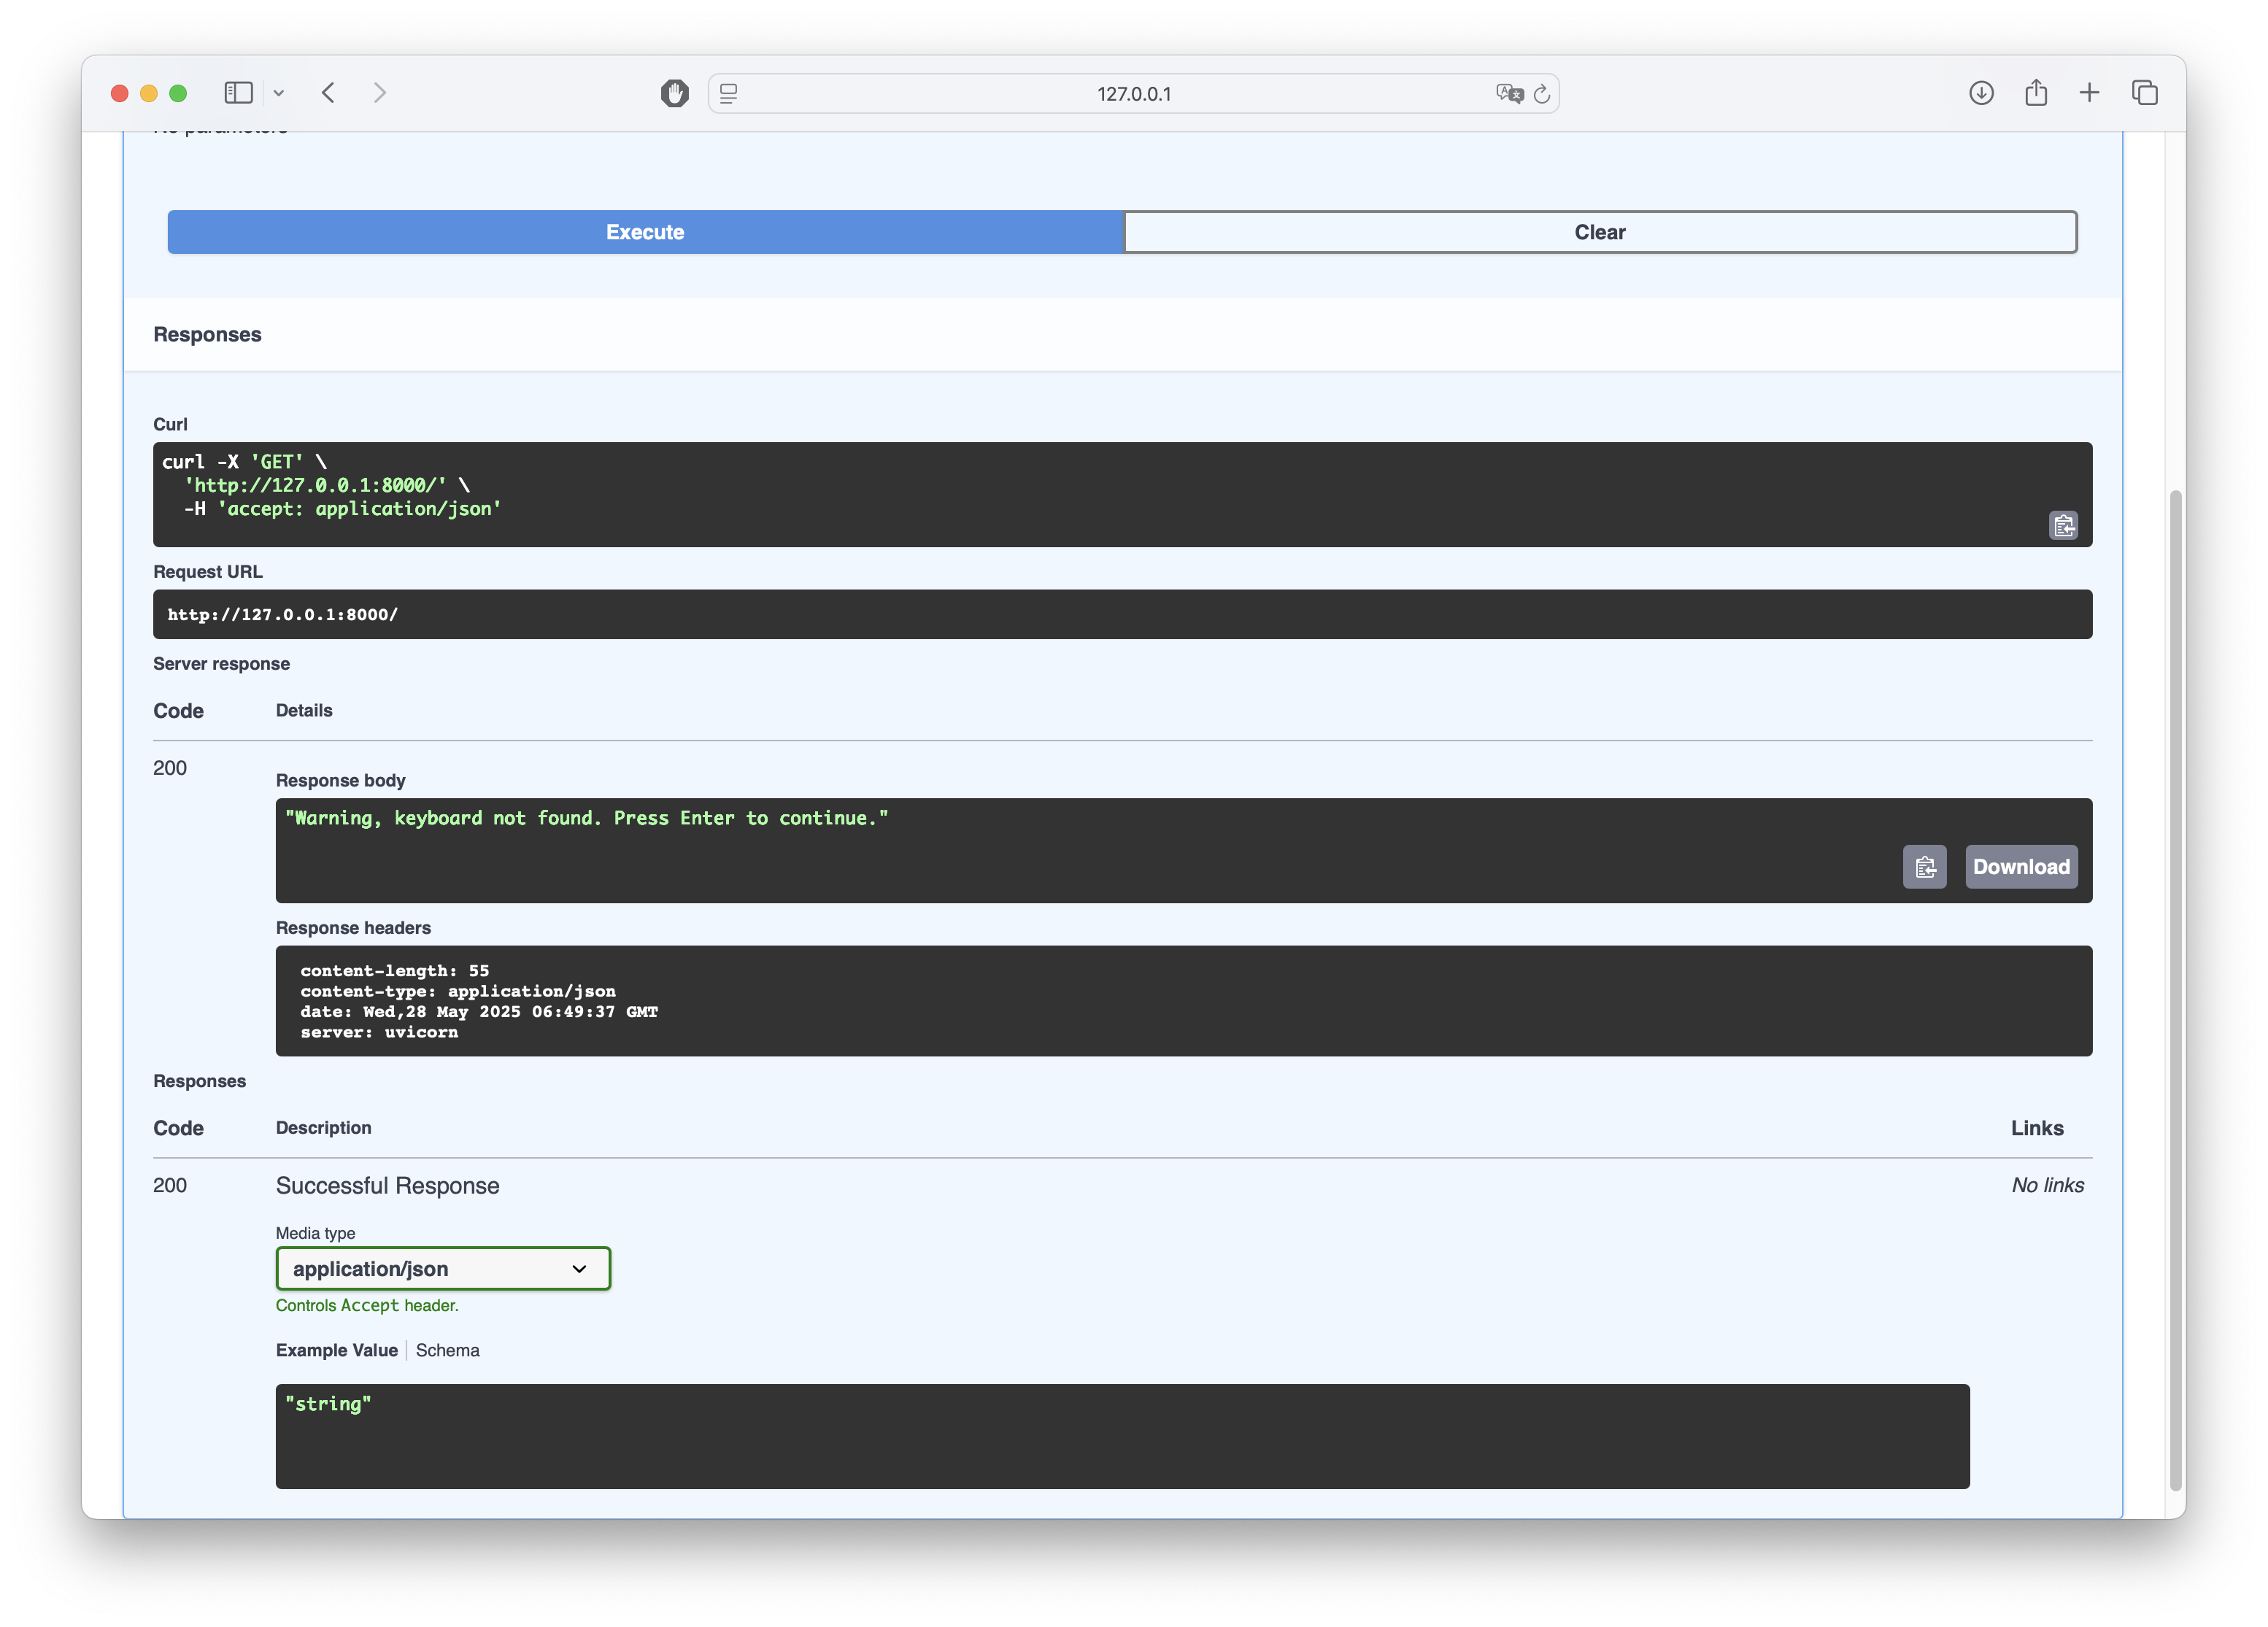 127.0.0.1
No parameters
Execute
Clear
Responses
Curl
curl -X 'GET' \
'http://127.0.0.1:8000/' \
-H 'accept: application/json'
Request URL
http://127.0.0.1:8000/
Server response
Code Details
200
Response body
"Warning, keyboard not found. Press Enter to continue."
Download
Response headers
content-length: 55
content-type: application/json
date: Wed,28 May 2025 06:49:37 GMT
server: uvicorn
Responses
Code Description Links
200 Successful Response No links
Media type
application/json
Controls Accept header.
Example Value Schema
"string"